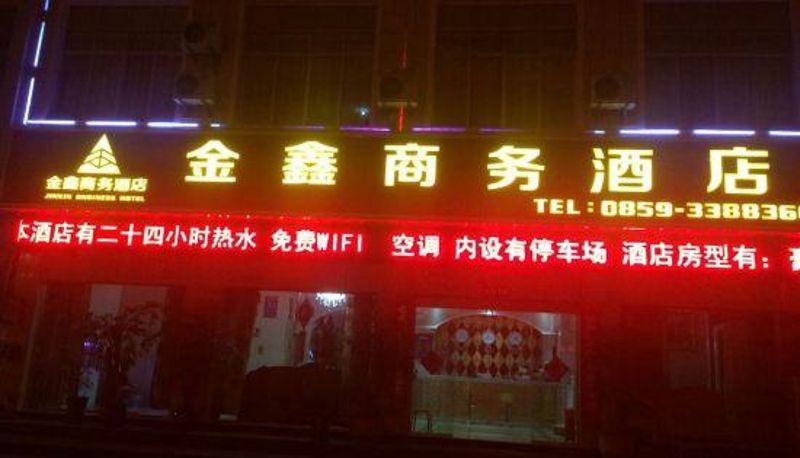 金鑫商务酒店
JINXIN BUSINESS HOTEL
金鑫商务酒店
TEL：0859-338836
本酒店有二十四小时热水 免费WIFI 空调 内设有停车场 酒店房型有：